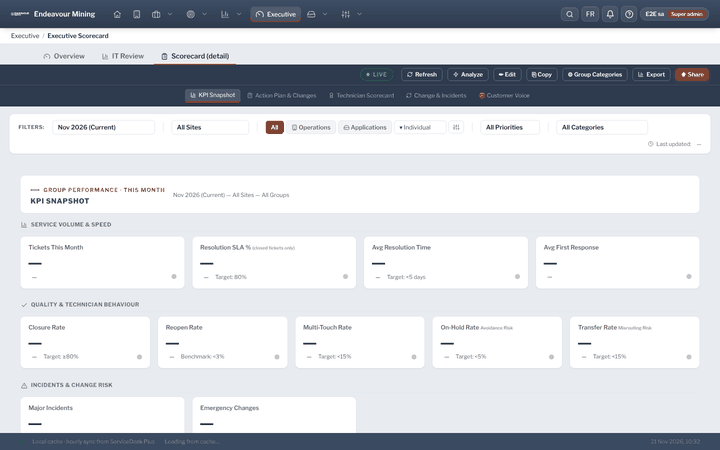 Endeavour Mining
Executive
FR
E2E sa
Super admin
Executive / Executive Scorecard
Overview
IT Review
Scorecard (detail)
LIVE
Refresh
Analyze
Edit
Copy
Group Categories
Export
Share
KPI Snapshot
Action Plan & Changes
Technician Scorecard
Change & Incidents
Customer Voice
FILTERS:
Nov 2026 (Current)
All Sites
All
Operations
Applications
Individual
All Priorities
All Categories
Last updated: —
GROUP PERFORMANCE · THIS MONTH
KPI SNAPSHOT
Nov 2026 (Current) — All Sites — All Groups
SERVICE VOLUME & SPEED
Tickets This Month
—
—
Resolution SLA % (closed tickets only)
—
— Target: 80%
Avg Resolution Time
—
— Target: <5 days
Avg First Response
—
—
QUALITY & TECHNICIAN BEHAVIOUR
Closure Rate
—
— Target: ≥80%
Reopen Rate
—
— Benchmark: <3%
Multi-Touch Rate
—
— Target: <15%
On-Hold Rate Avoidance Risk
—
— Target: <5%
Transfer Rate Misrouting Risk
—
— Target: <15%
INCIDENTS & CHANGE RISK
Major Incidents
—
Emergency Changes
—
Local cache · hourly sync from ServiceDesk Plus
Loading from cache...
21 Nov 2026, 10:33